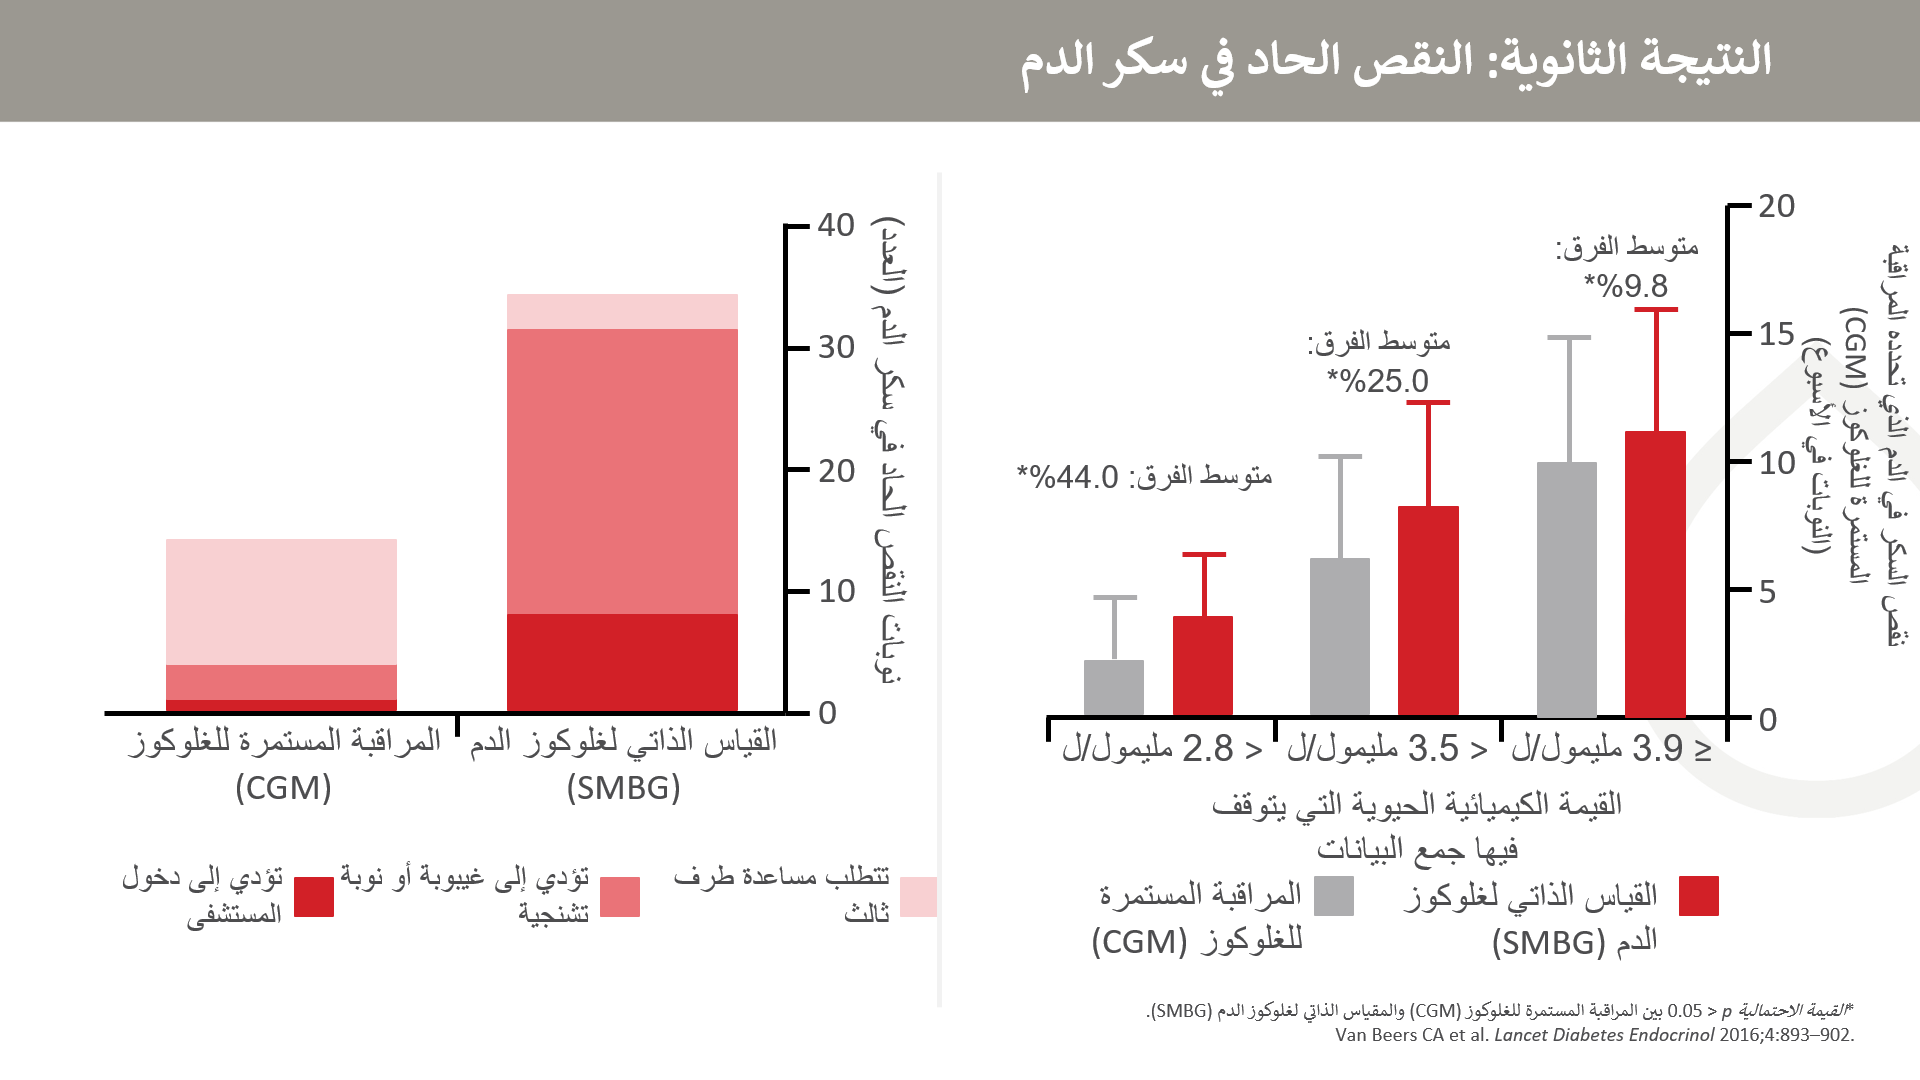 النتيجة الثانوية: النقص الحاد في سكر الدم
نقص السكر في الدم الذي تحدده المراقبة
المستمرة للغلوكوز (CGM)
(النوبات في الأسبوع)
20
15
10
5
0
متوسط الفرق:
9.8%*
متوسط الفرق:
25.0%*
متوسط الفرق: 44.0%*
≤ 3.9 مليمول/ل
< 3.5 مليمول/ل
< 2.8 مليمول/ل
القيمة الكيميائية الحيوية التي يتوقف
فيها جمع البيانات
القياس الذاتي لغلوكوز
الدم (SMBG)
المراقبة المستمرة
للغلوكوز (CGM)
نوبات النقص الحاد في سكر الدم (العدد)
40
30
20
10
0
القياس الذاتي لغلوكوز الدم
(SMBG)
المراقبة المستمرة للغلوكوز
(CGM)
تتطلب مساعدة طرف
ثالث
تؤدي إلى غيبوبة أو نوبة
تشنجية
تؤدي إلى دخول
المستشفى
*القيمة الاحتمالية p < 0.05 بين المراقبة المستمرة للغلوكوز (CGM) والمقياس الذاتي لغلوكوز الدم (SMBG).
Van Beers CA et al. Lancet Diabetes Endocrinol 2016;4:893–902.